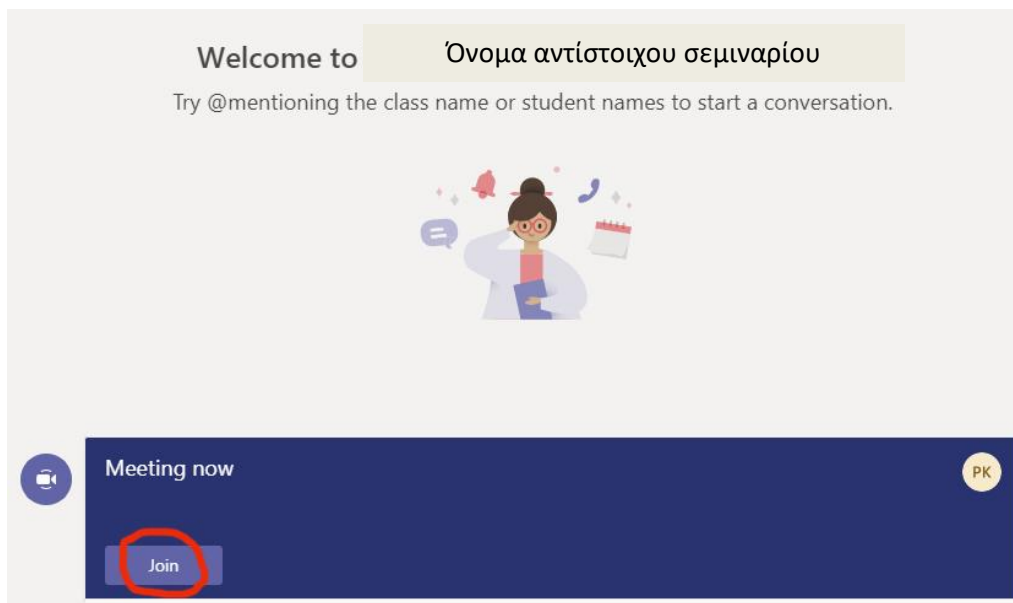 Welcome to Όνομα αντίστοιχου σεμιναρίου
Try @mentioning the class name or student names to start a conversation.
Meeting now
PK
Join